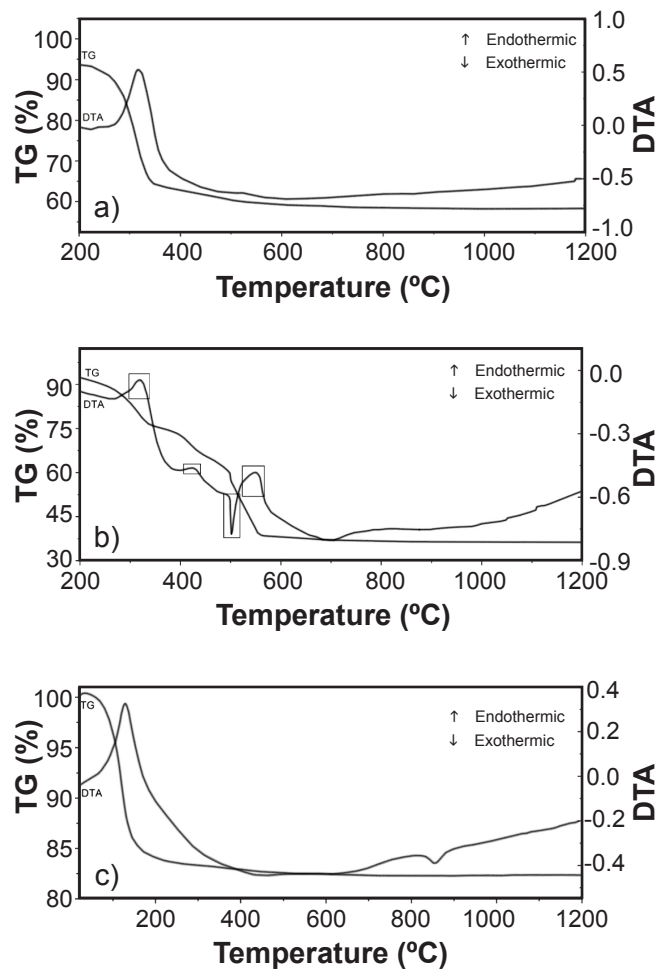 100
90
80
70
60
TG (%)
TG
DTA
↑ Endothermic
↓ Exothermic
1.0
0.5
0.0
-0.5
-1.0
DTA
a)
200 400 600 800 1000 1200
Temperature (ºC)
90
75
60
45
30
TG (%)
TG
DTA
↑ Endothermic
↓ Exothermic
0.0
-0.3
-0.6
-0.9
DTA
b)
200 400 600 800 1000 1200
Temperature (ºC)
100
95
90
85
80
TG (%)
TG
DTA
↑ Endothermic
↓ Exothermic
0.4
0.2
0.0
-0.2
-0.4
DTA
c)
200 400 600 800 1000 1200
Temperature (ºC)